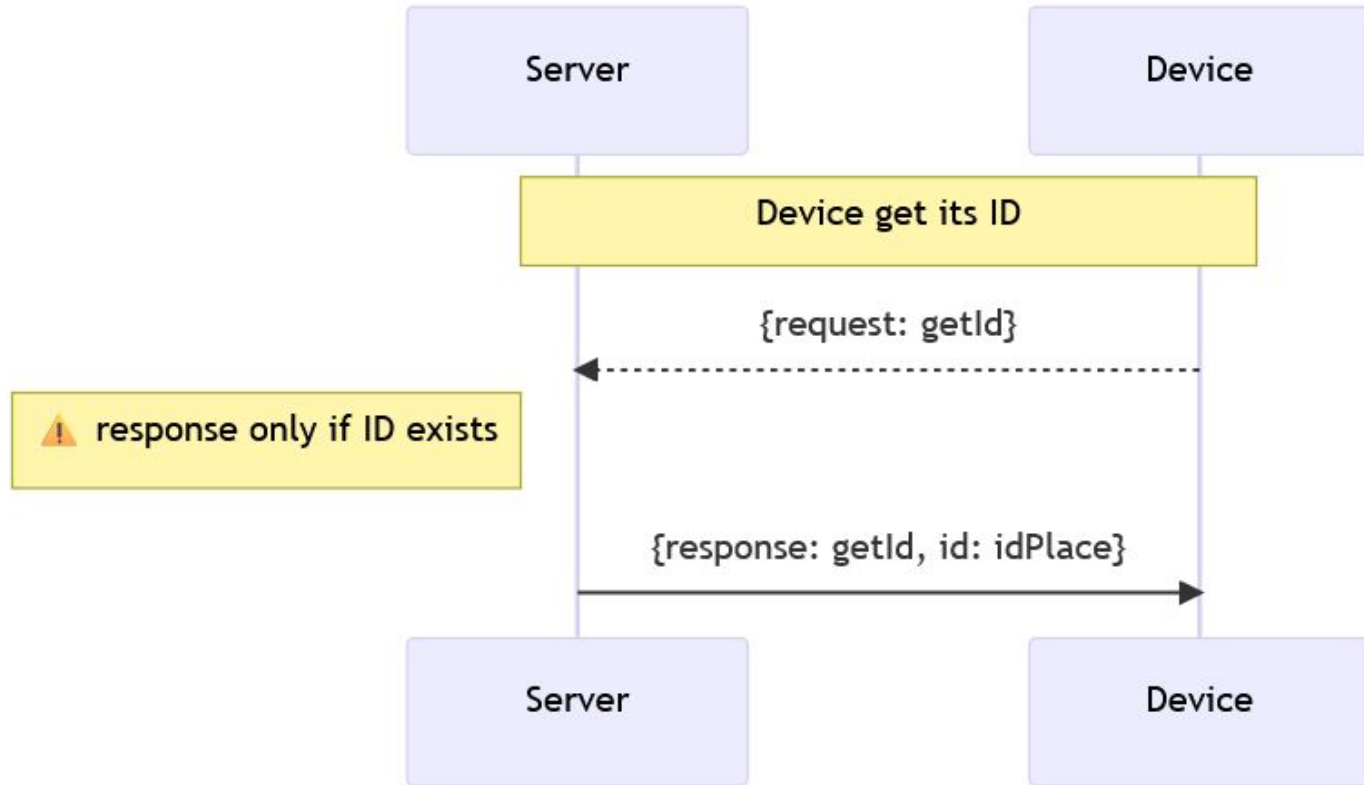 Server
Device
Device get its ID
{request: getId}
⚠ response only if ID exists
{response: getId, id: idPlace}
Server
Device